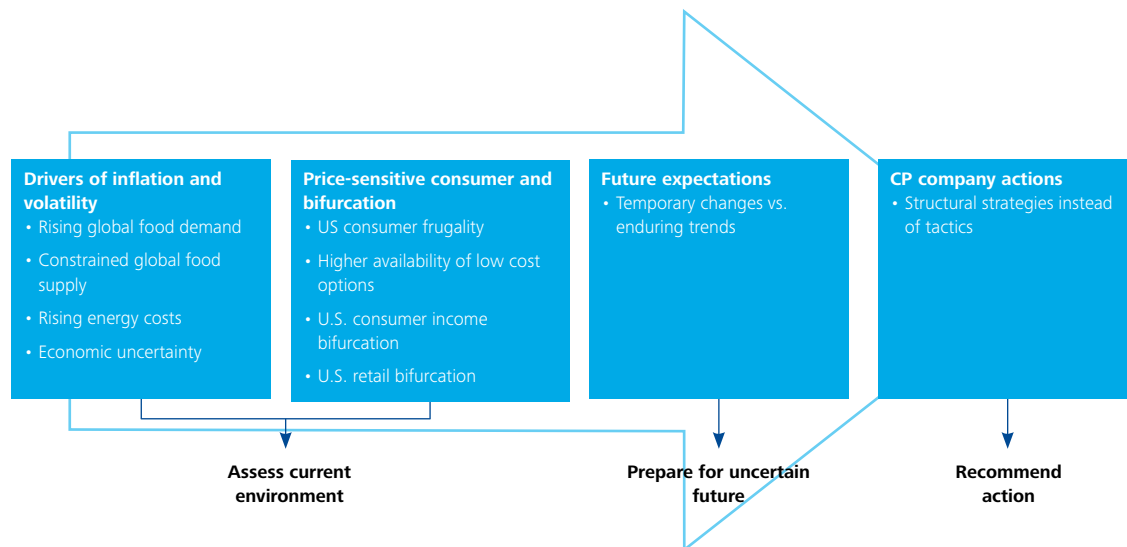 Drivers of inflation and
volatility
• Rising global food demand
• Constrained global food
supply
• Rising energy costs
• Economic uncertainty
Price-sensitive consumer and
bifurcation
• US consumer frugality
• Higher availability of low cost
options
• U.S. consumer income
bifurcation
• U.S. retail bifurcation
Future expectations
• Temporary changes vs.
enduring trends
CP company actions
• Structural strategies instead
of tactics
Assess current
environment
Prepare for uncertain
future
Recommend
action